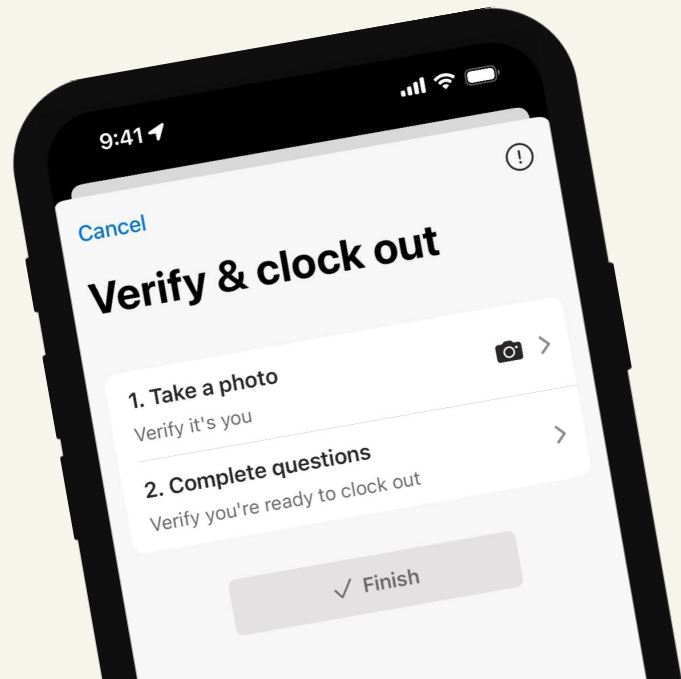 9:41
Cancel
Verify & clock out
1. Take a photo
Verify it's you
2. Complete questions
Verify you're ready to clock out
Finish